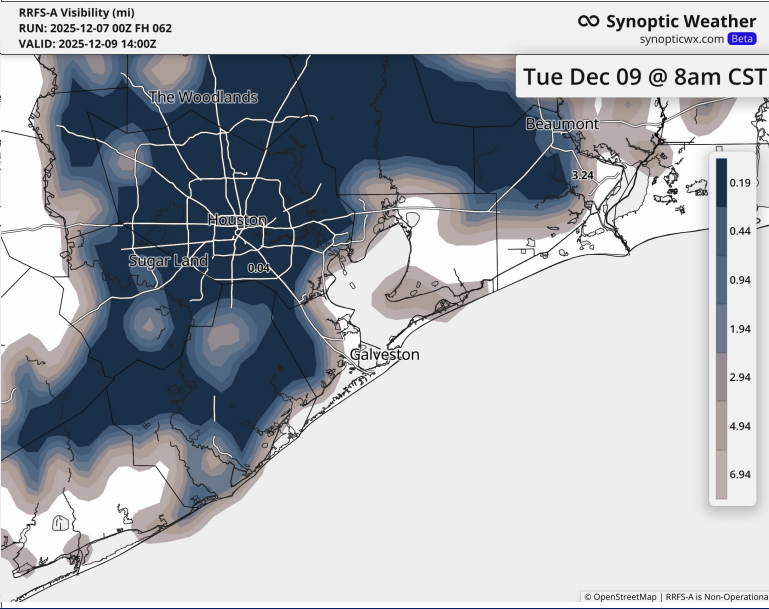 RRFS-A Visibility (mi)
RUN: 2025-12-07 00Z FH 062
VALID: 2025-12-09 14:00Z
Synoptic Weather
synopticwx.com Beta
Tue Dec 09 @ 8am CST
The Woodlands
Beaumont
3.24
Houston
Sugar Land
0.04
Galveston
0.19
0.44
0.94
1.94
2.94
4.94
6.94
© OpenStreetMap | RRFS-A is Non-Operationa